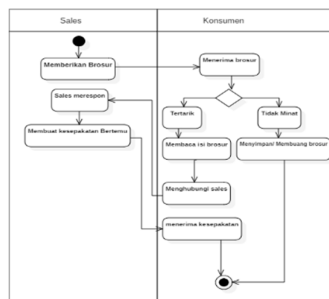 Sales
Konsumen
Memberikan Brosur
Menerima brosur
Sales merespon
Tertarik
Tidak Minat
Membuat kesepakatan Bertemu
Membaca isi brosur
Menyimpan/ Membuang brosur
Menghubungi sales
menerima kesepakatan